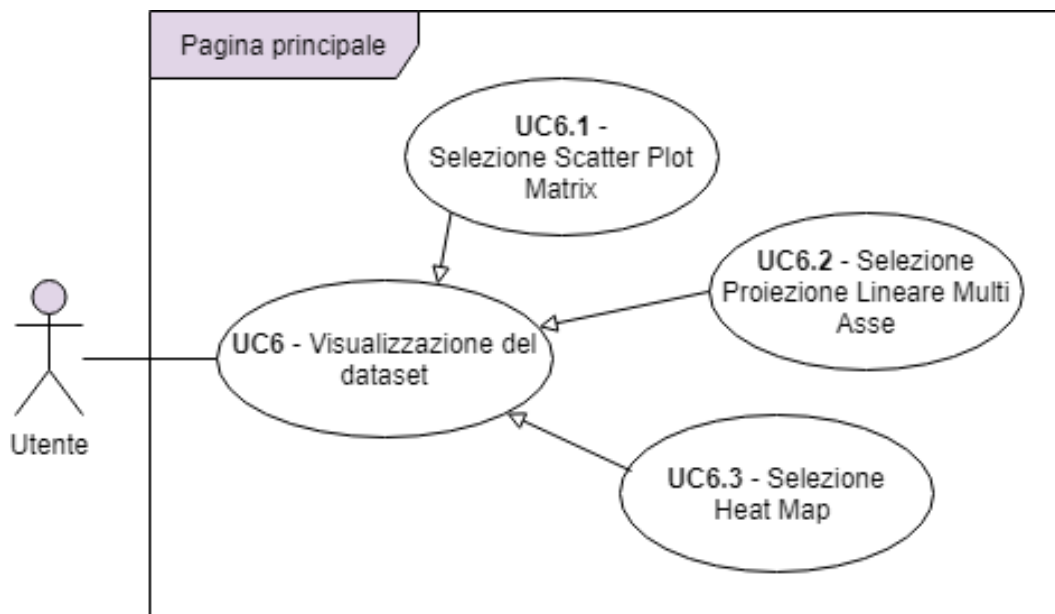 Pagina principale
UC6.1 -
Selezione Scatter Plot
Matrix
UC6.2 - Selezione
Proiezione Lineare Multi
Asse
UC6 - Visualizzazione del
dataset
Utente
UC6.3 - Selezione
Heat Map